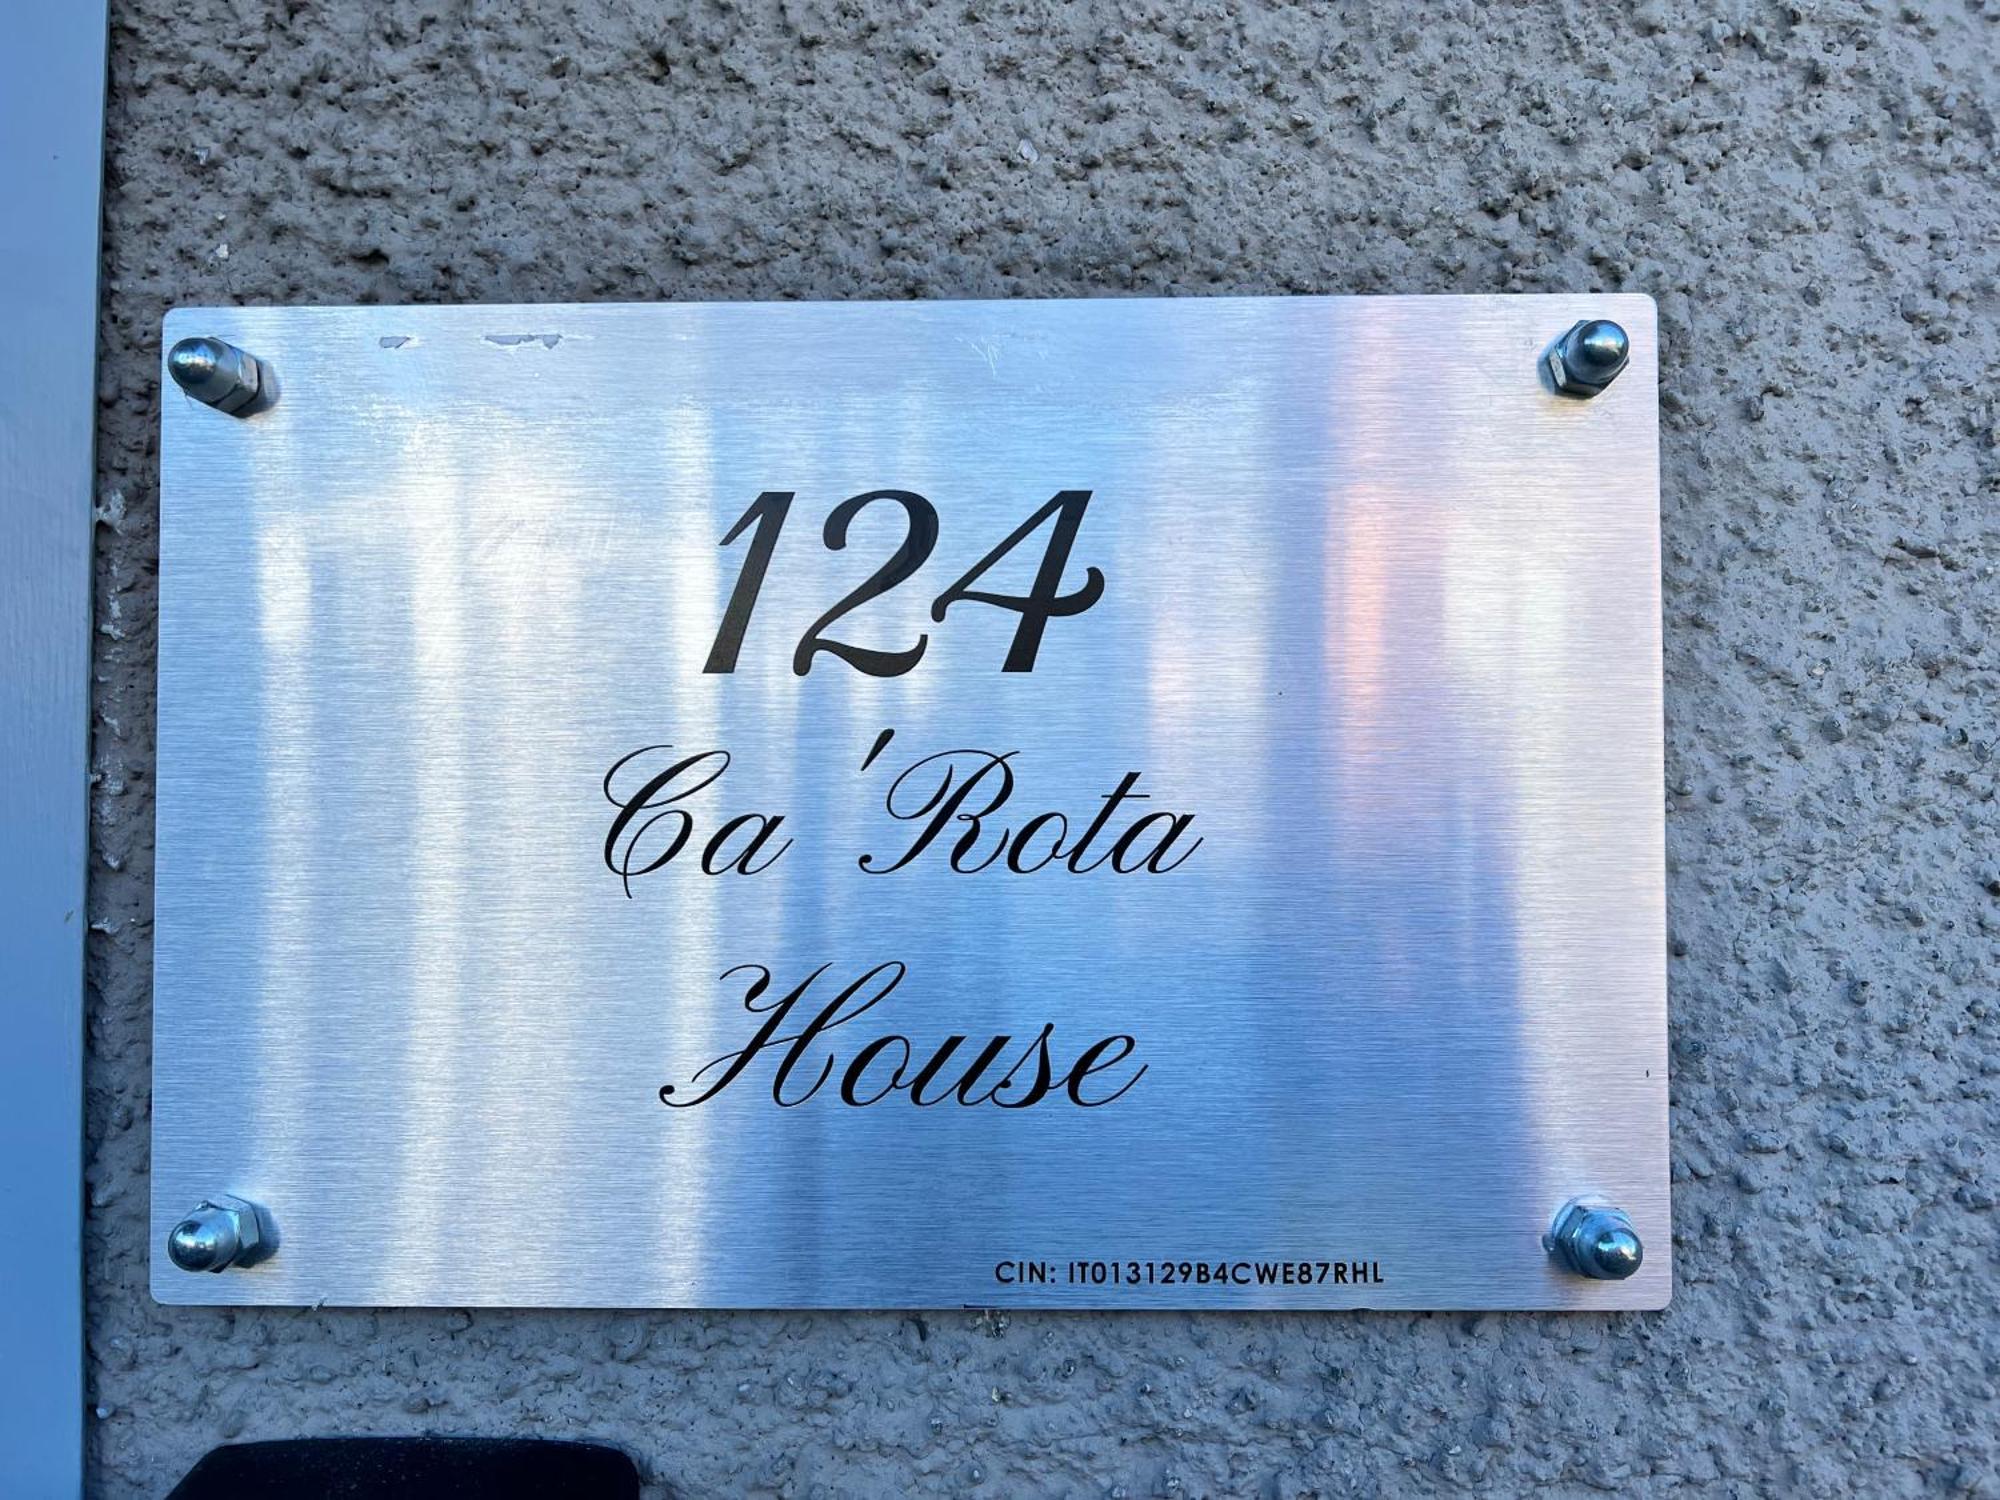 124
Ca 'Rota
House
CIN: IT013129B4CWE87RHL